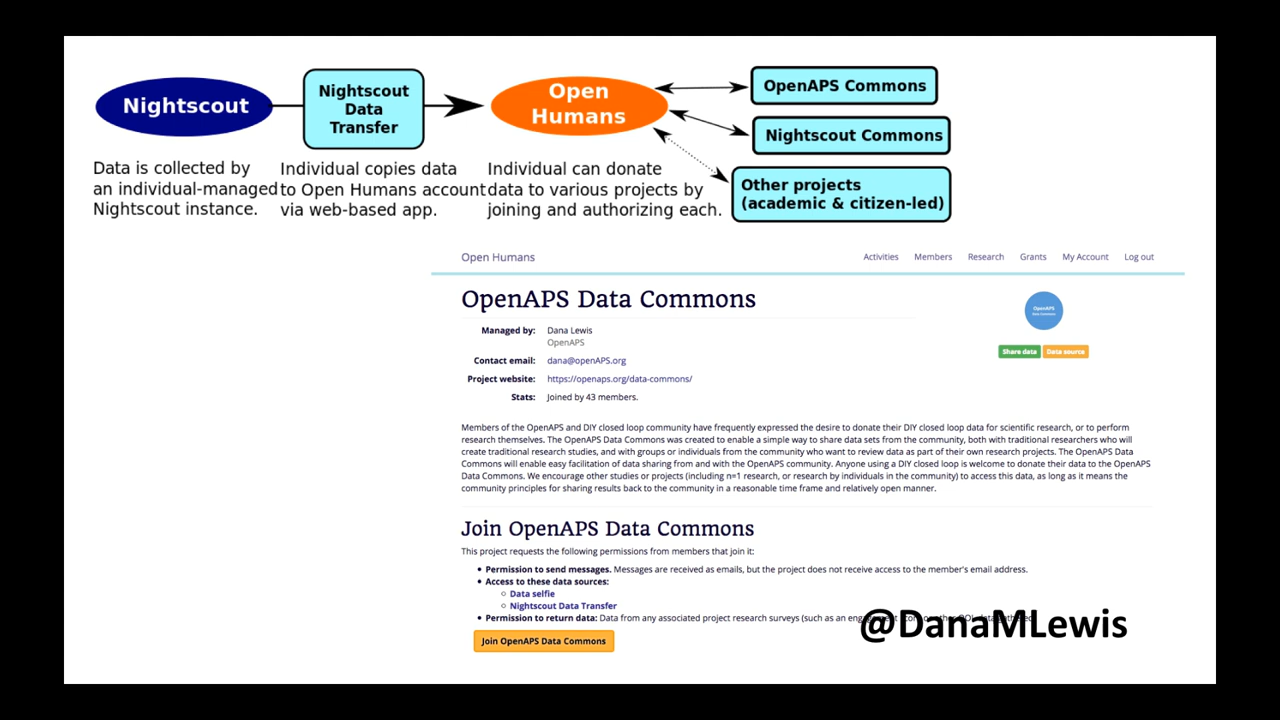 Nightscout
Nightscout
Data
Transfer
Open
Humans
OpenAPS Commons
Nightscout Commons
Other projects
(academic & citizen-led)
Data is collected by
an individual-managed
Nightscout instance.
Individual copies data
to Open Humans account
via web-based app.
Individual can donate
data to various projects by
joining and authorizing each.
Open Humans Activities Members Research Grants My Account Log out
OpenAPS Data Commons
OpenAPS
Data Commons
Share data Data source
Managed by: Dana Lewis
OpenAPS
Contact email: dana@openAPS.org
Project website: https://openaps.org/data-commons/
Stats: Joined by 43 members.
Members of the OpenAPS and DIY closed loop community have frequently expressed the desire to donate their DIY closed loop data for scientific research, or to perform
research themselves. The OpenAPS Data Commons was created to enable a simple way to share data sets from the community, both with traditional researchers who will
create traditional research studies, and with groups or individuals from the community who want to review data as part of their own research projects. The OpenAPS Data
Commons will enable easy facilitation of data sharing from and with the OpenAPS community. Anyone using a DIY closed loop is welcome to donate their data to the OpenAPS
Data Commons. We encourage other studies or projects (including n=1 research, or research by individuals in the community) to access this data, as long as it means the
community principles for sharing results back to the community in a reasonable time frame and relatively open manner.
Join OpenAPS Data Commons
This project requests the following permissions from members that join it:
• Permission to send messages. Messages are received as emails, but the project does not receive access to the member's email address.
• Access to these data sources:
○ Data selfie
○ Nightscout Data Transfer
• Permission to return data: Data from any associated project research surveys (such as an
@DanaMLewis
Join OpenAPS Data Commons